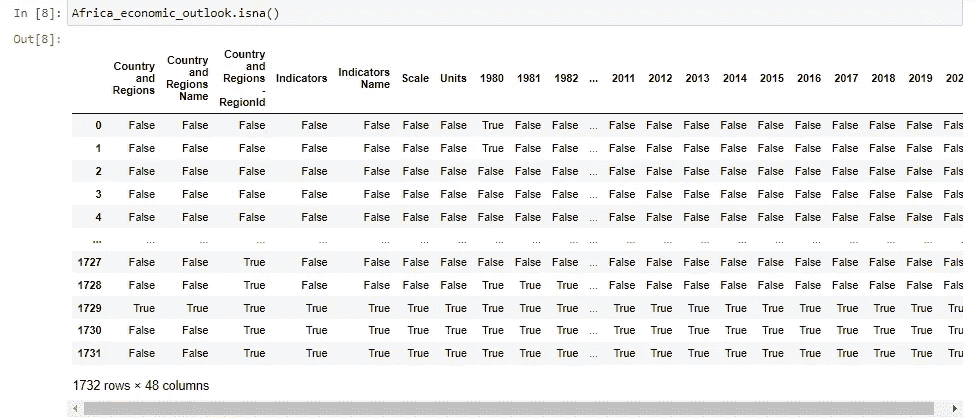 In [8]: Africa_economic_outlook.isna()
Out[8]:
Country and Regions Country and Regions Name Country and Regions - RegionId Indicators Indicators Name Scale Units 1980 1981 1982 ... 2011 2012 2013 2014 2015 2016 2017 2018 2019 202
0 False False False False False False False True False False ... False False False False False False False False False Fals
1 False False False False False False False True False False ... False False False False False False False False False Fals
2 False False False False False False False False False False ... False False False False False False False False False Fals
3 False False False False False False False False False False ... False False False False False False False False False Fals
4 False False False False False False False False False False ... False False False False False False False False False Fals
... ... ... ... ... ... ... ... ... ... ... ... ... ... ... ... ... ... ... ... ... .
1727 False False True False False False False False False False ... False False False False False False False False False Fals
1728 False False True False False False False True True True ... False False False False False False False False False Fals
1729 True True True True True True True True True True ... True True True True True True True True True Tru
1730 False False True True True True True True True True ... True True True True True True True True True Tru
1731 False False True True True True True True True True ... True True True True True True True True True Tru
1732 rows × 48 columns